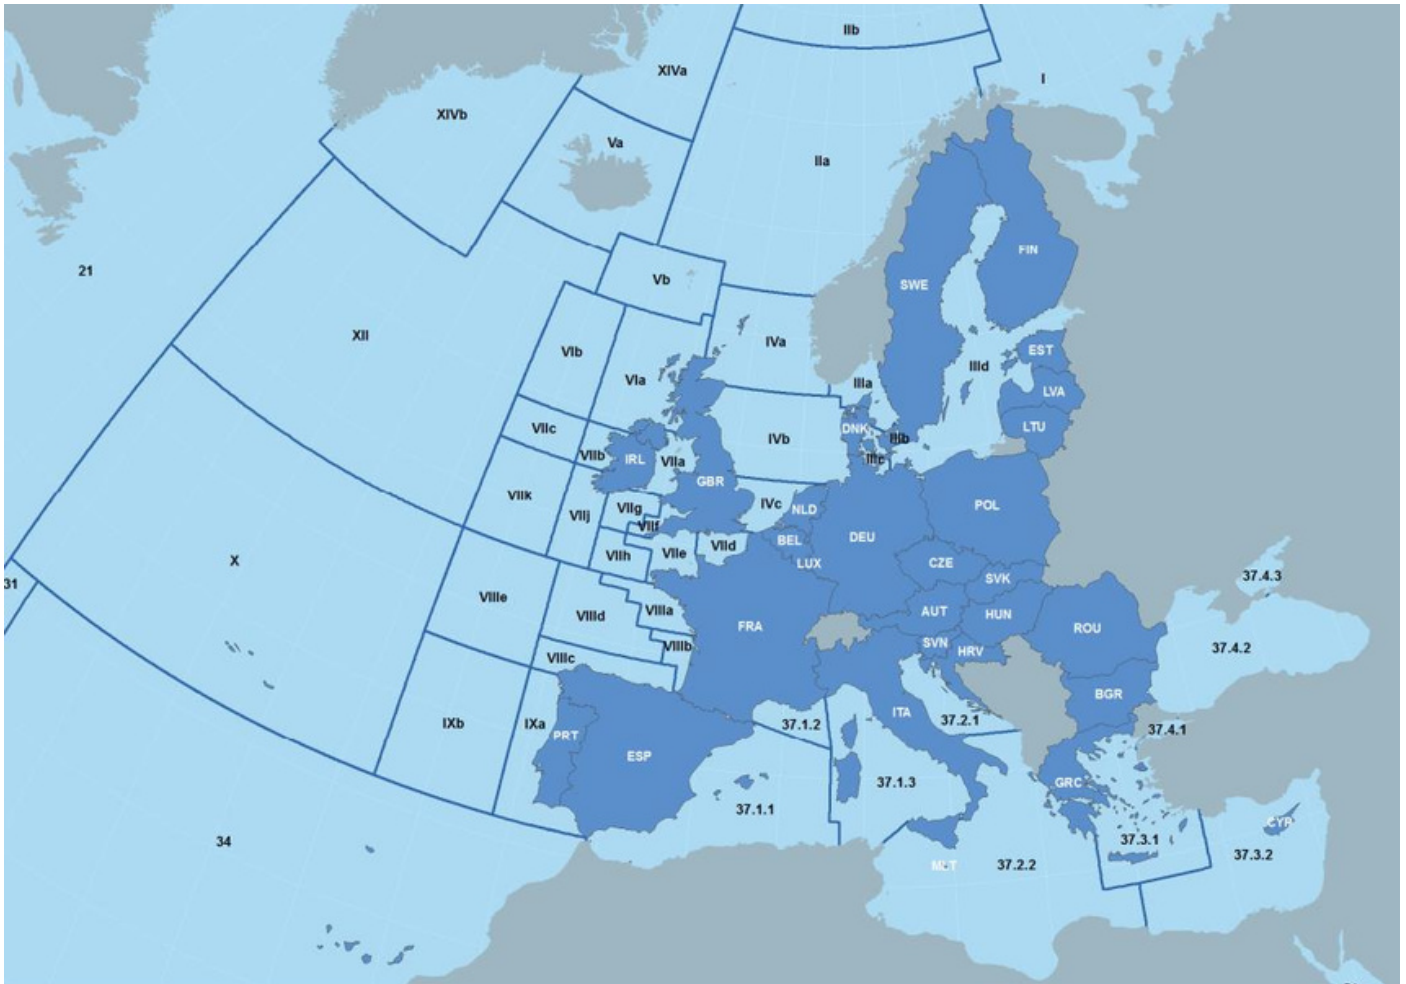 IIb
XIVa
I
XIVb
Va
IIa
FIN
21
Vb
SWE
XII
IVa
VIb
EST
IIId
VIa
IIIa
LVA
VIIc
DNK
LTU
IVb
IIIb
VIIb
IRL
VIIa
IIIc
GBR
VIIk
IVc
POL
VIIg
NLD
VIIj
VIIf
DEU
BEL
VIId
VIIe
VIIh
X
CZE
LUX
37.4.3
31
SVK
VIIIe
VIIIa
AUT
VIIId
HUN
FRA
ROU
SVN
VIIIb
37.4.2
HRV
VIIIc
BGR
ITA
37.2.1
IXb
IXa
37.1.2
37.4.1
PRT
ESP
37.1.3
GRC
37.1.1
CYP
34
37.3.1
37.3.2
MLT
37.2.2